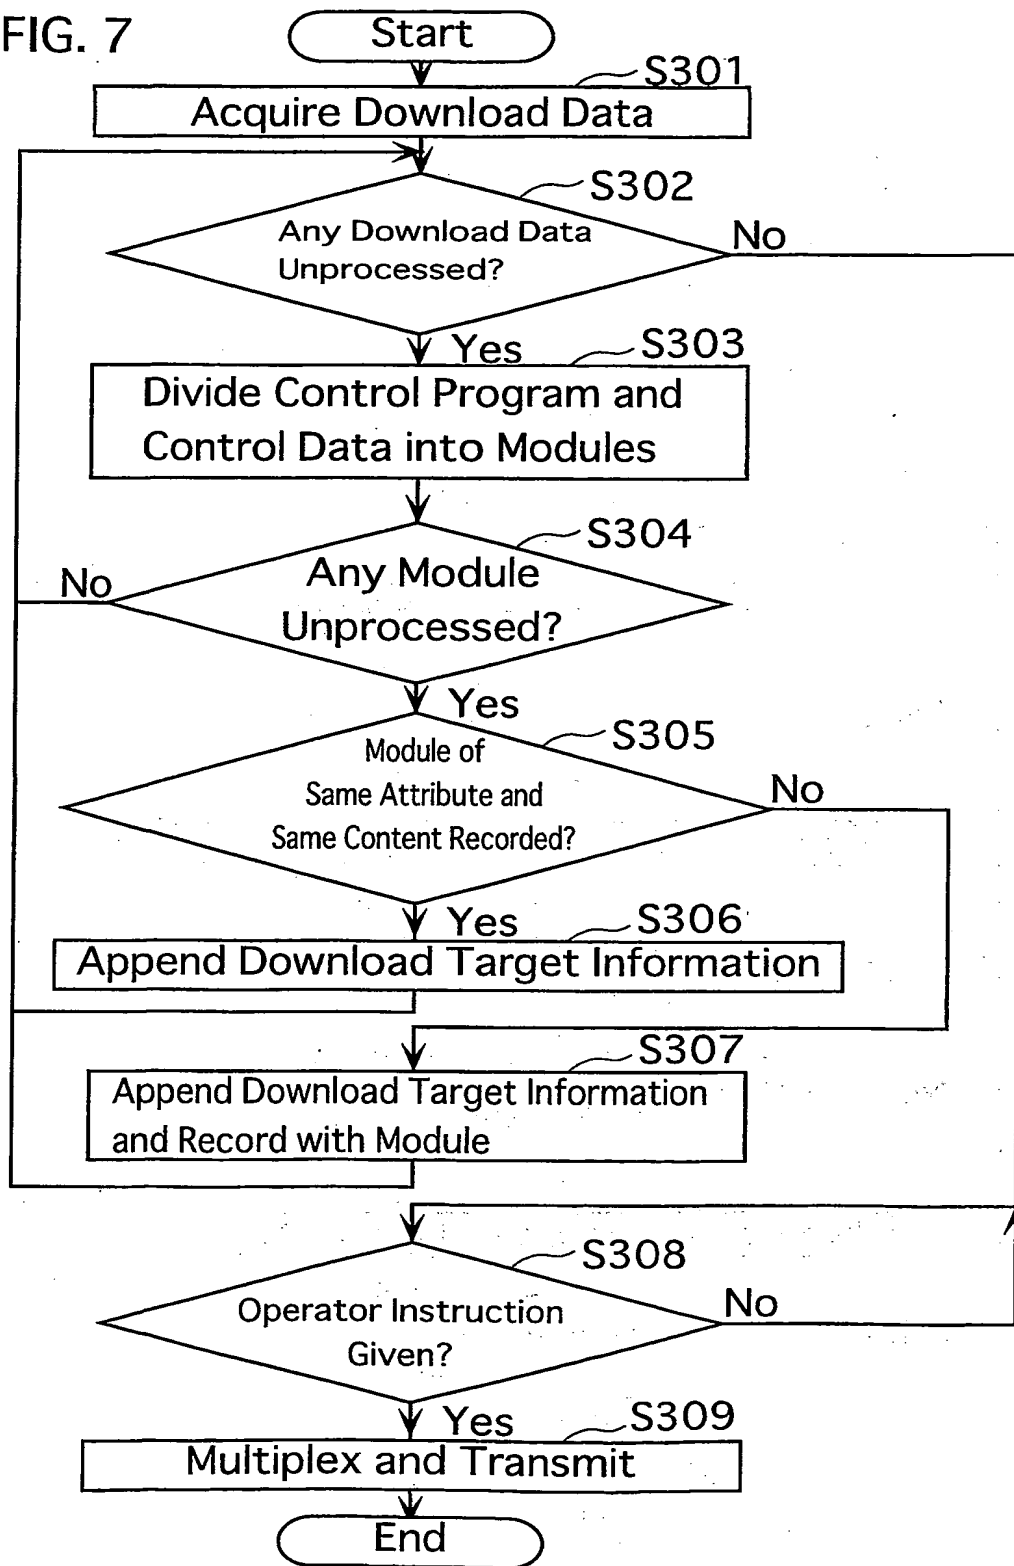 FIG. 7
Start
S301
Acquire Download Data
S302
Any Download Data
Unprocessed?
No
Yes
S303
Divide Control Program and
Control Data into Modules
S304
Any Module
Unprocessed?
No
Yes
S305
Module of
Same Attribute and
Same Content Recorded?
No
Yes
S306
Append Download Target Information
S307
Append Download Target Information
and Record with Module
S308
Operator Instruction
Given?
No
Yes
S309
Multiplex and Transmit
End